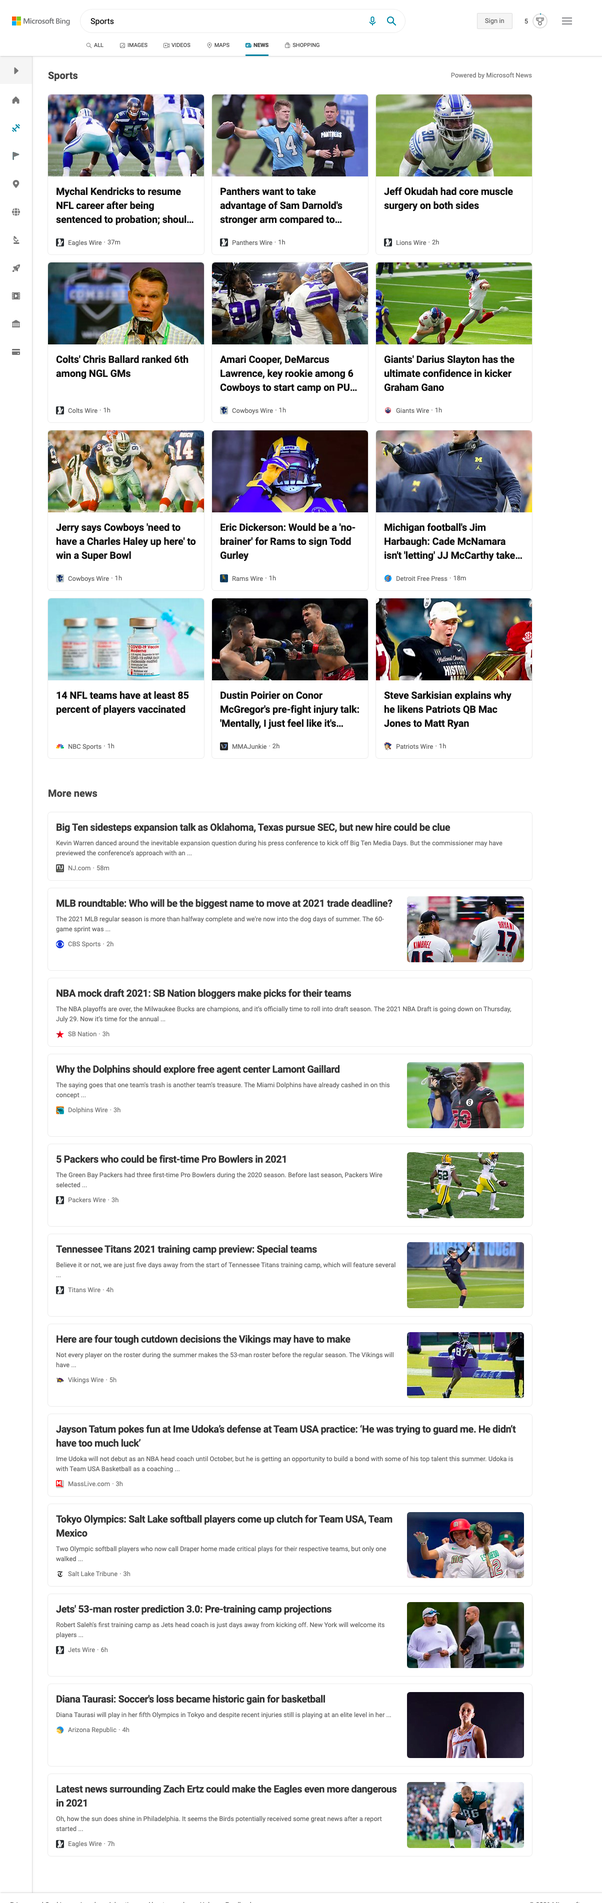 Microsoft Bing
Sports
Sign in
5
ALL
IMAGES
VIDEOS
MAPS
NEWS
SHOPPING
Sports
Powered by Microsoft News
Mychal Kendricks to resume
NFL career after being
sentenced to probation; shoul...
Eagles Wire · 37m
Panthers want to take
advantage of Sam Darnold's
stronger arm compared to...
Panthers Wire · 1h
Jeff Okudah had core muscle
surgery on both sides
Lions Wire · 2h
Colts' Chris Ballard ranked 6th
among NGL GMs
Colts Wire · 1h
Amari Cooper, DeMarcus
Lawrence, key rookie among 6
Cowboys to start camp on PU...
Cowboys Wire · 1h
Giants' Darius Slayton has the
ultimate confidence in kicker
Graham Gano
Giants Wire · 1h
Jerry says Cowboys 'need to
have a Charles Haley up here' to
win a Super Bowl
Cowboys Wire · 1h
Eric Dickerson: Would be a 'no-
brainer' for Rams to sign Todd
Gurley
Rams Wire · 1h
Michigan football's Jim
Harbaugh: Cade McNamara
isn't 'letting' JJ McCarthy take...
Detroit Free Press · 18m
14 NFL teams have at least 85
percent of players vaccinated
NBC Sports · 1h
Dustin Poirier on Conor
McGregor's pre-fight injury talk:
'Mentally, I just feel like it's...
MMAJunkie · 2h
Steve Sarkisian explains why
he likens Patriots QB Mac
Jones to Matt Ryan
Patriots Wire · 1h
More news
Big Ten sidesteps expansion talk as Oklahoma, Texas pursue SEC, but new hire could be clue
Kevin Warren danced around the inevitable expansion question during his press conference to kick off Big Ten Media Days. But the commissioner may have
previewed the conference's approach with an ...
NJ.com · 58m
MLB roundtable: Who will be the biggest name to move at 2021 trade deadline?
The 2021 MLB regular season is more than halfway complete and we're now into the dog days of summer. The 60-
game sprint was ...
CBS Sports · 2h
NBA mock draft 2021: SB Nation bloggers make picks for their teams
The NBA playoffs are over, the Milwaukee Bucks are champions, and it's officially time to roll into draft season. The 2021 NBA Draft is going down on Thursday,
July 29. Now it's time for the annual ...
SB Nation · 3h
Why the Dolphins should explore free agent center Lamont Gaillard
The saying goes that one team's trash is another team's treasure. The Miami Dolphins have already cashed in on this
concept ...
Dolphins Wire · 3h
5 Packers who could be first-time Pro Bowlers in 2021
The Green Bay Packers had three first-time Pro Bowlers during the 2020 season. Before last season, Packers Wire
selected ...
Packers Wire · 3h
Tennessee Titans 2021 training camp preview: Special teams
Believe it or not, we are just five days away from the start of Tennessee Titans training camp, which will feature several
...
Titans Wire · 4h
Here are four tough cutdown decisions the Vikings may have to make
Not every player on the roster during the summer makes the 53-man roster before the regular season. The Vikings will
have ...
Vikings Wire · 5h
Jayson Tatum pokes fun at Ime Udoka's defense at Team USA practice: 'He was trying to guard me. He didn't
have too much luck'
Ime Udoka will not debut as an NBA head coach until October, but he is getting an opportunity to build a bond with some of his top talent this summer. Udoka is
with Team USA Basketball as a coaching ...
MassLive.com · 3h
Tokyo Olympics: Salt Lake softball players come up clutch for Team USA, Team
Mexico
Two Olympic softball players who now call Draper home made critical plays for their respective teams, but only one
walked ...
Salt Lake Tribune · 3h
Jets' 53-man roster prediction 3.0: Pre-training camp projections
Robert Saleh's first training camp as Jets head coach is just days away from kicking off. New York will welcome its
players ...
Jets Wire · 6h
Diana Taurasi: Soccer's loss became historic gain for basketball
Diana Taurasi will play in her fifth Olympics in Tokyo and despite recent injuries still is playing at an elite level in her ...
Arizona Republic · 4h
Latest news surrounding Zach Ertz could make the Eagles even more dangerous
in 2021
Oh, how the sun does shine in Philadelphia. It seems the Birds potentially received some great news after a report
started ...
Eagles Wire · 7h